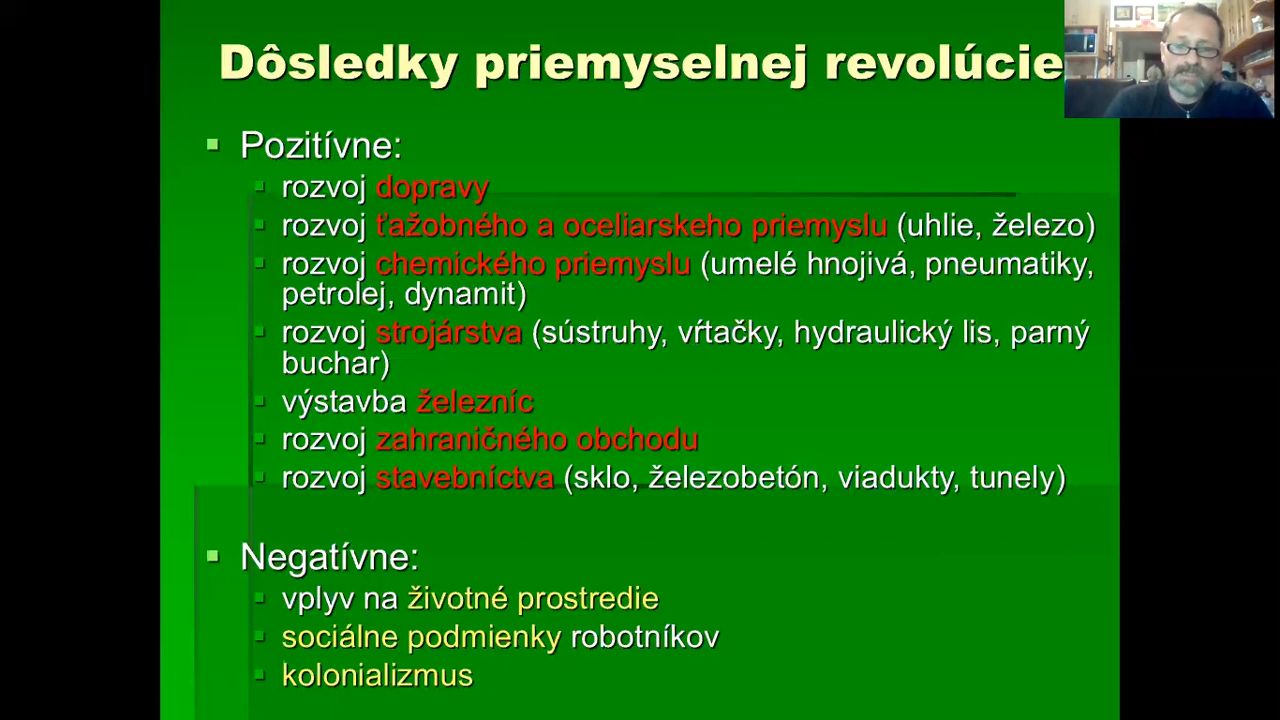 Dôsledky priemyselnej revolúcie
Pozitívne:
rozvoj dopravy
rozvoj ťažobného a oceliarskeho priemyslu (uhlie, železo)
rozvoj chemického priemyslu (umelé hnojivá, pneumatiky,
petrolej, dynamit)
rozvoj strojárstva (sústruhy, vŕtačky, hydraulický lis, parný
buchar)
výstavba železníc
rozvoj zahraničného obchodu
rozvoj stavebníctva (sklo, železobetón, viadukty, tunely)
Negatívne:
vplyv na životné prostredie
sociálne podmienky robotníkov
kolonializmus